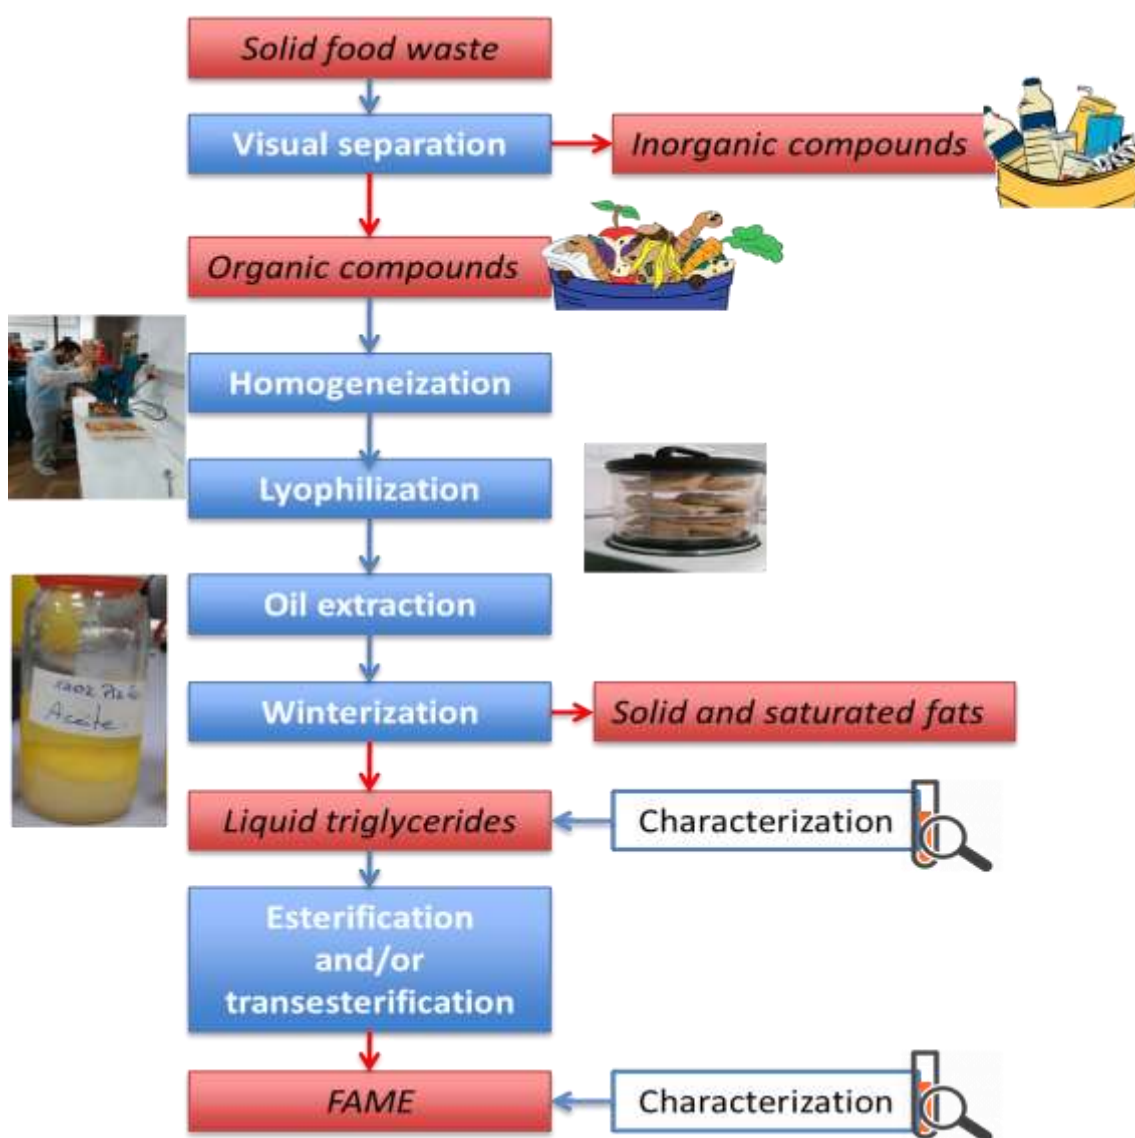 Solid food waste
Visual separation
Inorganic compounds
Organic compounds
Homogeneization
Lyophilization
Oil extraction
Aceite
Winterization
Solid and saturated fats
Liquid triglycerides
Characterization
Esterification
and/or
transesterification
FAME
Characterization